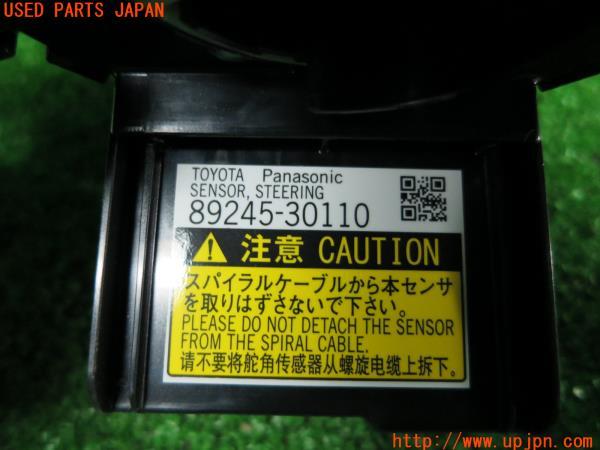 USED PARTS JAPAN
TOYOTA Panasonic
SENSOR, STEERING
89245-30110
注意 CAUTION
スパイラルケーブルから本センサ
を取りはずさないで下さい。
PLEASE DO NOT DETACH THE SENSOR
FROM THE SPIRAL CABLE.
请不要将舵角传感器从螺旋电缆上拆下。
http://www.upjpn.com/